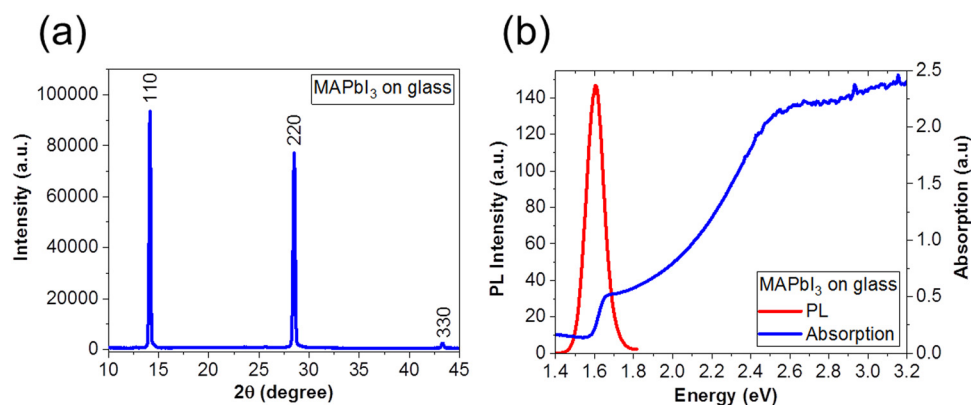 (a)
MAPbI₃ on glass
110
220
330
100000
80000
60000
40000
20000
0
Intensity (a.u.)
10 15 20 25 30 35 40 45
2θ (degree)
(b)
140
120
100
80
60
40
20
0
PL Intensity (a.u.)
2.5
2.0
1.5
1.0
0.5
0.0
Absorption (a.u)
MAPbI₃ on glass
PL
Absorption
1.4 1.6 1.8 2.0 2.2 2.4 2.6 2.8 3.0 3.2
Energy (eV)